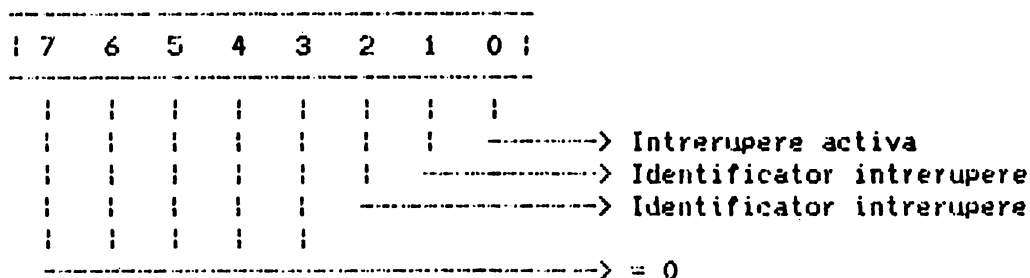 | 7 6 5 4 3 2 1 0 |
Intrerupere activa
Identificator intrerupere
Identificator intrerupere
= 0